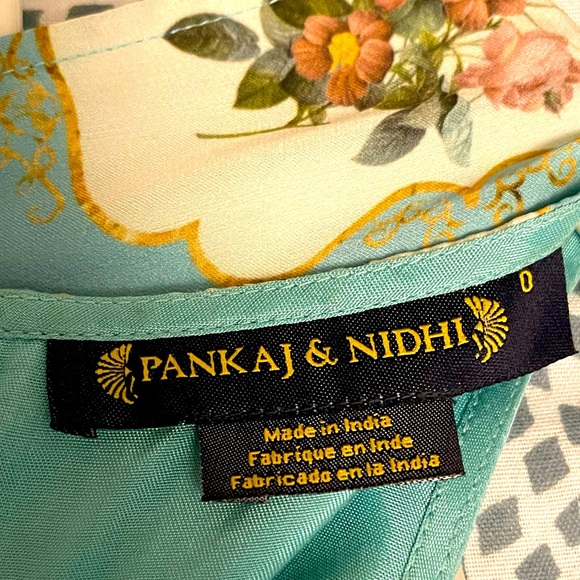 0
PANKAJ & NIDHI
Made in India
Fabrique en Inde
Fabricado en la India